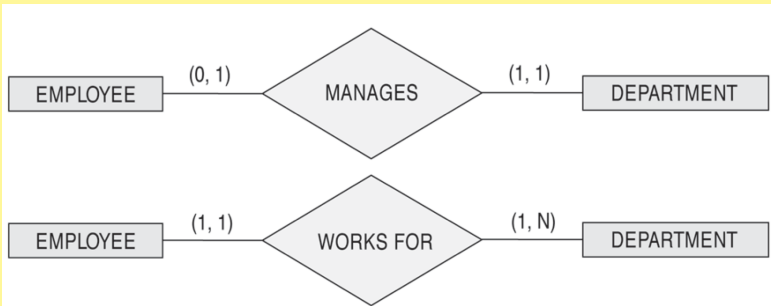 (0, 1)
(1, 1)
EMPLOYEE
MANAGES
DEPARTMENT
(1, 1)
(1, N)
EMPLOYEE
WORKS FOR
DEPARTMENT